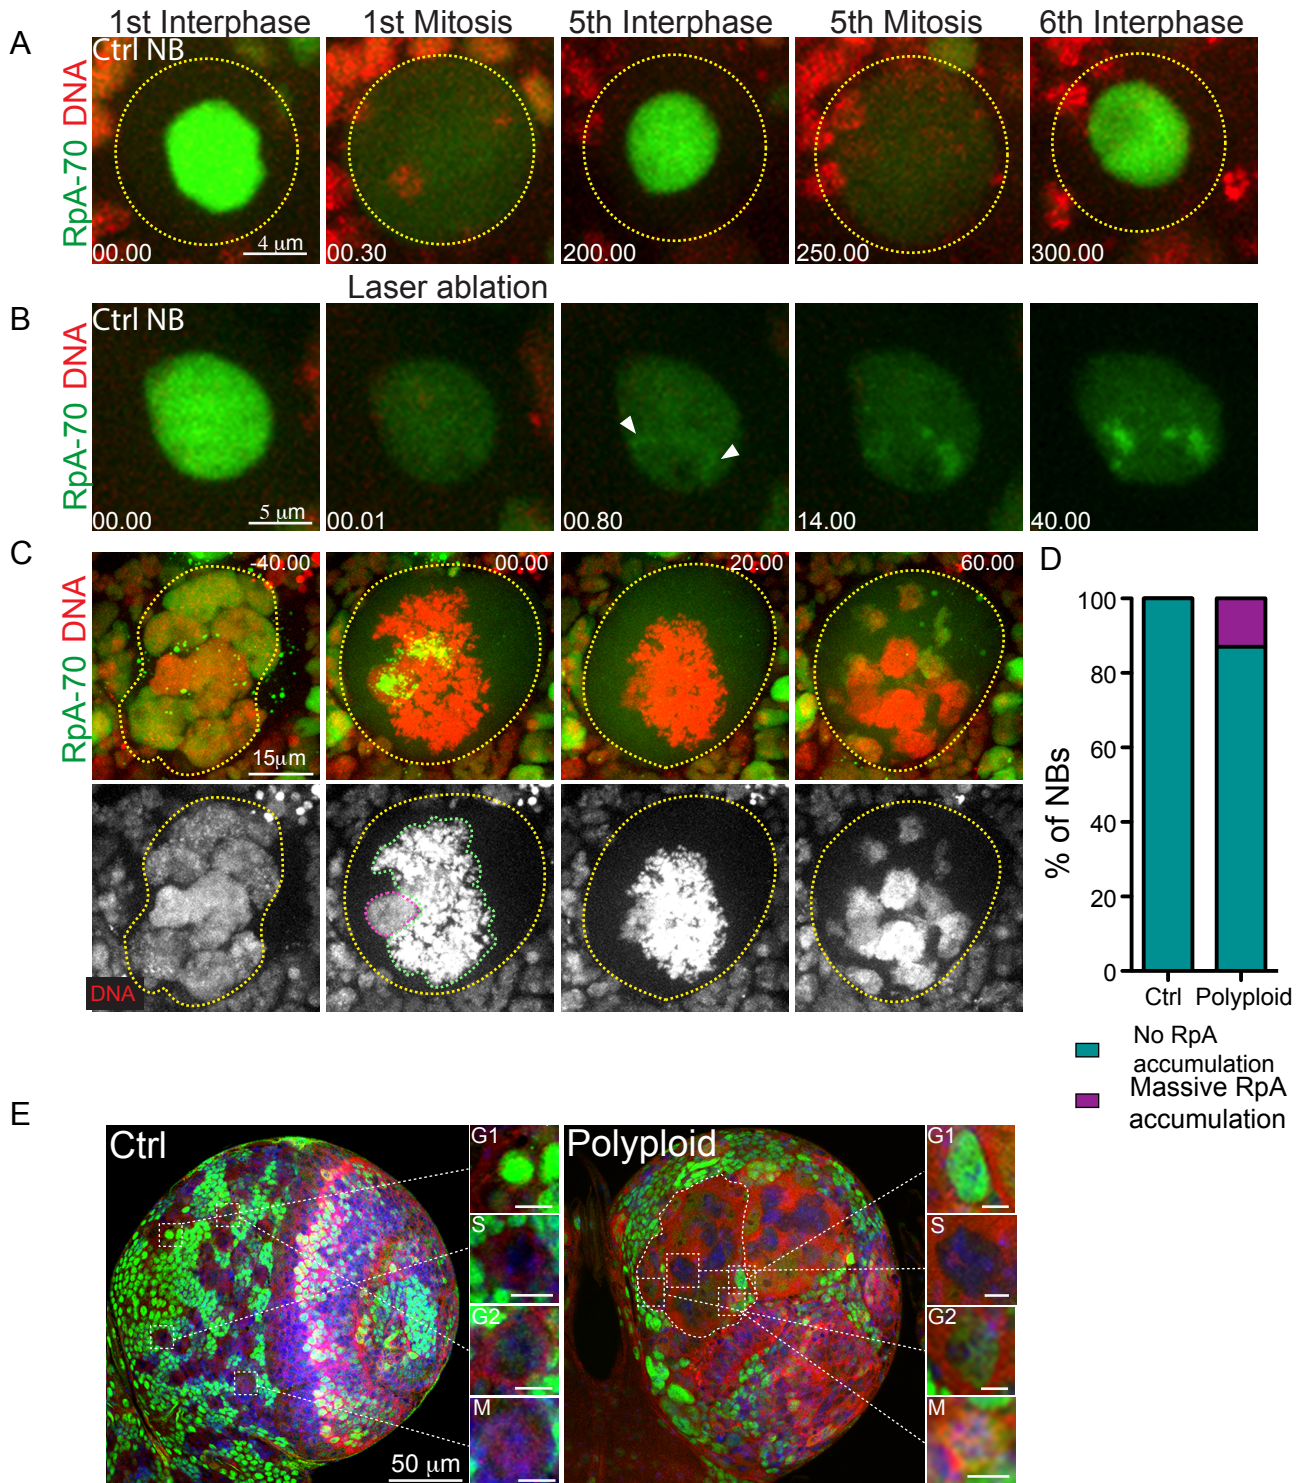 1st Interphase 1st Mitosis 5th Interphase 5th Mitosis 6th Interphase
A
Ctrl NB
RpA-70 DNA
00.00
4 μm
00.30
200.00
250.00
300.00
Laser ablation
B
Ctrl NB
RpA-70 DNA
00.00
5 μm
00.01
00.80
14.00
40.00
C
RpA-70 DNA
-40.00
15μm
00.00
20.00
60.00
DNA
D
% of NBs
100
80
60
40
20
0
Ctrl Polyploid
No RpA
accumulation
Massive RpA
accumulation
E
Ctrl
50 μm
G1
S
G2
M
Polyploid
G1
S
G2
M